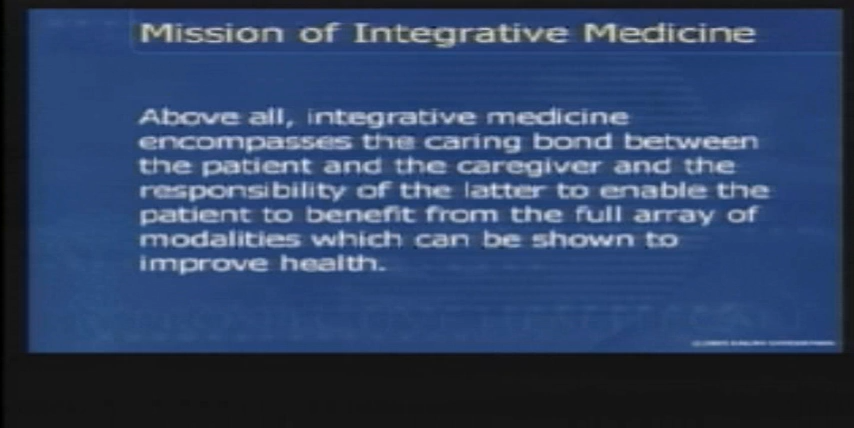 Mission of Integrative Medicine
Above all, integrative medicine
encompasses the caring bond between
the patient and the caregiver and the
responsibility of the latter to enable the
patient to benefit from the full array of
modalities which can be shown to
improve health.